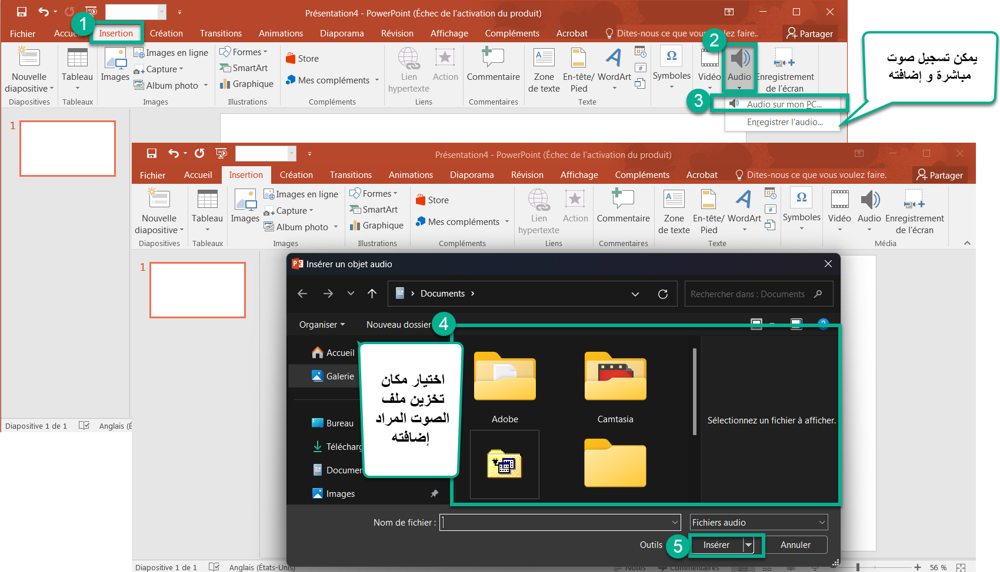 Présentation4 - PowerPoint (Échec de l'activation du produit)
1
Fichier
Insertion
Création
Transitions
Animations
Diaporama
Révision
Affichage
Compléments
Acrobat
Partager
2
Nouvelle
diapositive
Diapositives
Tableau
Tableaux
Images
Images en ligne
Capture
Album photo
Images
Formes
SmartArt
Graphique
Illustrations
Store
Mes compléments
Compléments
Lien
hypertexte
Action
Liens
Commentaire
Commentaires
Zone
de texte
En-tête/
Pied
WordArt
Texte
Symboles
Vidéo
Audio
Enregistrement
de l'écran
3
Audio sur mon PC...
Enregistrer l'audio...
يمكن تسجيل صوت
مباشرة و إضافته
1
Diapositive 1 de 1
Anglais
Présentation4 - PowerPoint (Échec de l'activation du produit)
Fichier
Accueil
Insertion
Création
Transitions
Animations
Diaporama
Révision
Affichage
Compléments
Acrobat
Dites-nous ce que vous voulez faire.
Partager
Nouvelle
diapositive
Diapositives
Tableau
Tableaux
Images
Images en ligne
Capture
Album photo
Images
Formes
SmartArt
Graphique
Illustrations
Store
Mes compléments
Compléments
Lien
hypertexte
Action
Liens
Commentaire
Commentaires
Zone
de texte
En-tête/
Pied
WordArt
Texte
Symboles
Vidéo
Audio
Enregistrement
de l'écran
Média
1
Insérer un objet audio
Documents
Rechercher dans : Documents
Organiser
Nouveau dossier
4
Accueil
Galerie
Bureau
Images
اختيار مكان
تخزين ملف
الصوت المراد
إضافته
Adobe
Camtasia
Sélectionnez un fichier à afficher.
Nom de fichier :
Fichiers audio
Outils
5
Insérer
Annuler
Diapositive 1 de 1
Anglais (États-Unis)
Notes
Commentaires
56 %